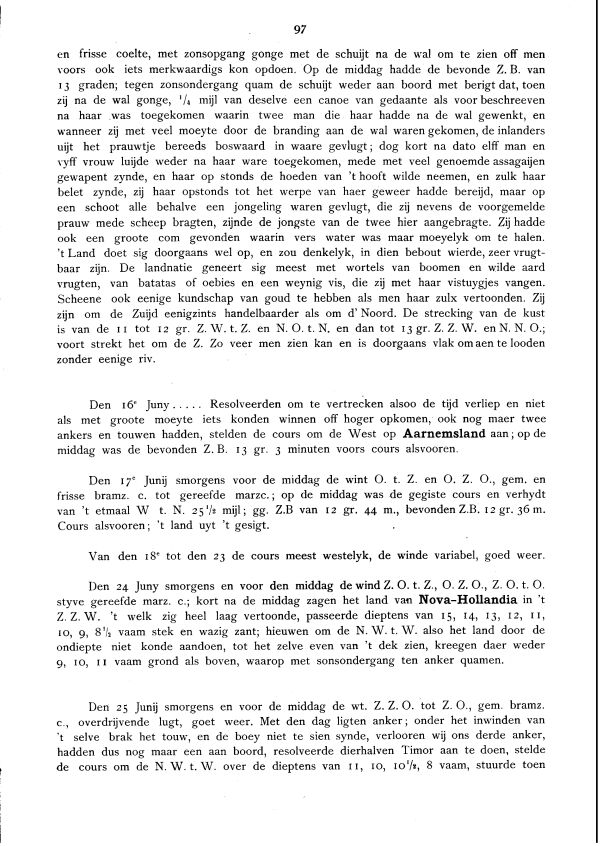 97
en frisse coelte, met zonsopgang gonge met de schuijt na de wal om te zien off men
voors ook iets merkwaardigs kon opdoen. Op de middag hadde de bevonde Z. B. van
13 graden; tegen zonsondergang quam de schuijt weder aan boord met berigt dat, toen
zij na de wal gonge, 1/4 mijl van deselve een canoe van gedaante als voor beschreeven
na haar was toegekomen waarin twee man die haar hadde na de wal gewenkt, en
wanneer zij met veel moeyte door de branding aan de wal waren gekomen, de inlanders
uijt het prauwtje bereeds boswaard in waare gevlugt; dog kort na dato elff man en
vyff vrouw luijde weder na haar ware toegekomen, mede met veel genoemde assagaijen
gewapent zynde, en haar op stonds de hoeden van 't hooft wilde neemen, en zulk haar
belet zynde, zij haar opstonds tot het werpe van haer geweer hadde bereijd, maar op
een schoot alle behalve een jongeling waren gevlugt, die zij nevens de voorgemelde
prauw mede scheep bragten, zijnde de jongste van de twee hier aangebragte. Zij hadde
ook een groote com gevonden waarin vers water was maar moeyelyk om te halen.
't Land doet sig doorgaans wel op, en zou denkelyk, in dien bebout wierde, zeer vrugt-
baar zijn. De landnatie geneert sig meest met wortels van boomen en wilde aard
vrugten, van batatas of oebies en een weynig vis, die zij met haar vistuygjes vangen.
Scheene ook eenige kundschap van goud te hebben als men haar zulx vertoonden. Zij
zijn om de Zuijd eenigzints handelbaarder als om d' Noord. De strecking van de kust
is van de 11 tot 12 gr. Z. W. t. Z. en N. O. t. N. en dan tot 13 gr. Z. Z. W. en N. N. O.;
voort strekt het om de Z. Zo veer men zien kan en is doorgaans vlak om aen te looden
zonder eenige riv.
Den 16e Juny ..... Resolveerden om te vertrecken alsoo de tijd verliep en niet
als met groote moeyte iets konden winnen off hoger opkomen, ook nog maar twee
ankers en touwen hadden, stelden de cours om de West op Aarnemsland aan; op de
middag was de bevonden Z. B. 13 gr. 3 minuten voors cours alsvooren.
Den 17e Junij smorgens voor de middag de wint O. t. Z. en O. Z. O., gem. en
frisse bramz. c. tot gereefde marzc.; op de middag was de gegiste cours en verhydt
van 't etmaal W t. N. 25 1/2 mijl; gg. Z.B van 12 gr. 44 m., bevonden Z.B. 12 gr. 36 m.
Cours alsvooren; 't land uyt 't gesigt.
Van den 18e tot den 23 de cours meest westelyk, de winde variabel, goed weer.
Den 24 Juny smorgens en voor den middag de wind Z. O. t. Z., O. Z. O., Z. O. t. O.
styve gereefde marz. c.; kort na de middag zagen het land van Nova-Hollandia in 't
Z. Z. W. 't welk zig heel laag vertoonde, passeerde dieptens van 15, 14, 13, 12, 11,
10, 9, 8 1/2 vaam stek en wazig zant; hieuwen om de N. W. t. W. also het land door de
ondiepte niet konde aandoen, tot het zelve even van 't dek zien, kreegen daer weder
9, 10, 11 vaam grond als boven, waarop met sonsondergang ten anker quamen.
Den 25 Junij smorgens en voor de middag de wt. Z. Z. O. tot Z. O., gem. bramz.
c., overdrijvende lugt, goet weer. Met den dag ligten anker; onder het inwinden van
't selve brak het touw, en de boey niet te sien synde, verlooren wij ons derde anker,
hadden dus nog maar een aan boord, resolveerde dierhalven Timor aan te doen, stelde
de cours om de N. W. t. W. over de dieptens van 11, 10, 10 1/2, 8 vaam, stuurde toen